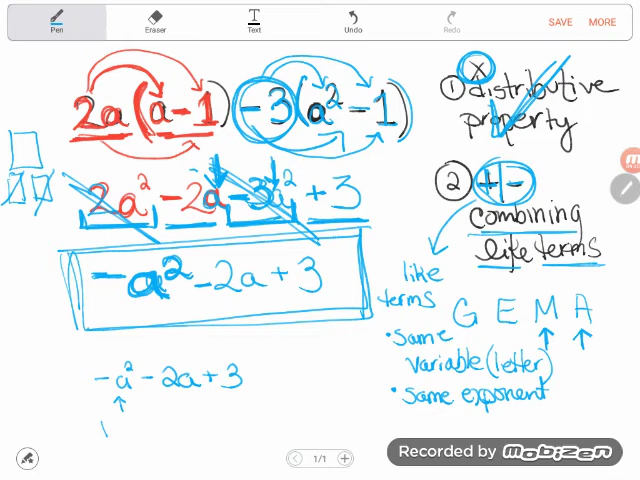 Pen
Eraser
Text
Undo
Redo
SAVE
MORE
2a(a-1) -3(a²-1)
2a² -2a -3a² +3
-a² -2a +3
-a² -2a +3
① distributive
property
x
② + | -
combining
like terms
like
terms
• same
variable (letter)
• same exponent
G E M A
1/1
Recorded by MOBIZEN